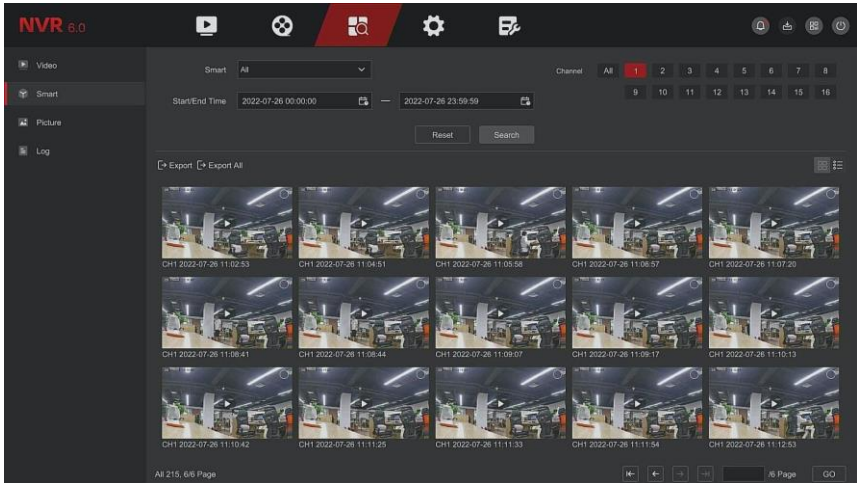 NVR 6.0
Video
Smart
Picture
Log
Smart All
Channel All 1 2 3 4 5 6 7 8
9 10 11 12 13 14 15 16
Start/End Time 2022-07-26 00:00:00 — 2022-07-26 23:59:59
Reset Search
Export Export All
CH1 2022-07-26 11:02:53 CH1 2022-07-26 11:04:51 CH1 2022-07-26 11:05:58 CH1 2022-07-26 11:06:57 CH1 2022-07-26 11:07:20
CH1 2022-07-26 11:08:41 CH1 2022-07-26 11:08:44 CH1 2022-07-26 11:09:07 CH1 2022-07-26 11:09:17 CH1 2022-07-26 11:10:13
CH1 2022-07-26 11:10:42 CH1 2022-07-26 11:11:25 CH1 2022-07-26 11:11:33 CH1 2022-07-26 11:11:54 CH1 2022-07-26 11:12:53
All 215, 6/6 Page /6 Page GO